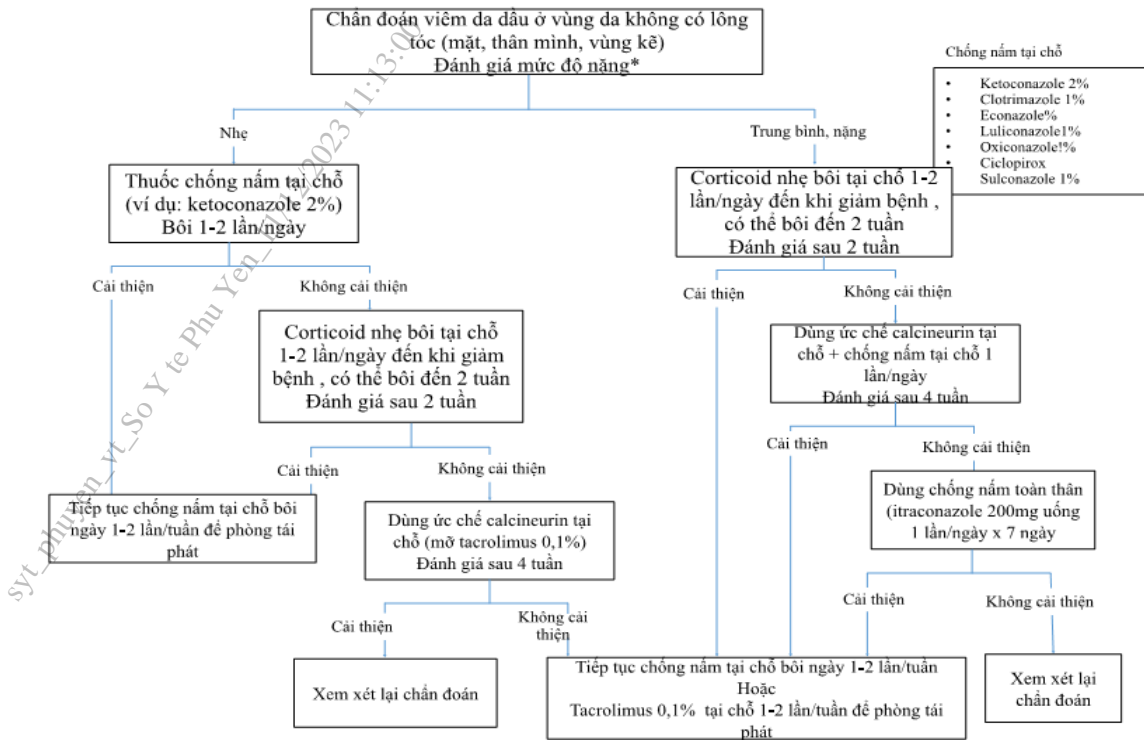 Chẩn đoán viêm da dầu ở vùng da không có lông
tóc (mặt, thân mình, vùng kẽ)
Đánh giá mức độ nặng*
Chống nấm tại chỗ
• Ketoconazole 2%
• Clotrimazole 1%
• Econazole%
• Luliconazole1%
• Oxiconazole!%
• Ciclopirox
Sulconazole 1%
Nhẹ
Trung bình, nặng
Thuốc chống nấm tại chỗ
(ví dụ: ketoconazole 2%)
Bôi 1-2 lần/ngày
Corticoid nhẹ bôi tại chỗ 1-2
lần/ngày đến khi giảm bệnh ,
có thể bôi đến 2 tuần
Đánh giá sau 2 tuần
Cải thiện
Không cải thiện
Cải thiện
Không cải thiện
Corticoid nhẹ bôi tại chỗ
1-2 lần/ngày đến khi giảm
bệnh , có thể bôi đến 2 tuần
Đánh giá sau 2 tuần
Dùng ức chế calcineurin tại
chỗ + chống nấm tại chỗ 1
lần/ngày
Đánh giá sau 4 tuần
Cải thiện
Không cải thiện
Cải thiện
Không cải thiện
Tiếp tục chống nấm tại chỗ bôi
ngày 1-2 lần/tuần để phòng tái
phát
Dùng ức chế calcineurin tại
chỗ (mỡ tacrolimus 0,1%)
Đánh giá sau 4 tuần
Dùng chống nấm toàn thân
(itraconazole 200mg uống
1 lần/ngày x 7 ngày
Cải thiện
Không cải
thiện
Cải thiện
Không cải thiện
Xem xét lại chẩn đoán
Tiếp tục chống nấm tại chỗ bôi ngày 1-2 lần/tuần
Hoặc
Tacrolimus 0,1% tại chỗ 1-2 lần/tuần để phòng tái
phát
Xem xét lại
chẩn đoán
syt_phuyen_vt_So Y te Phu Yen_ 2023 11:13:00